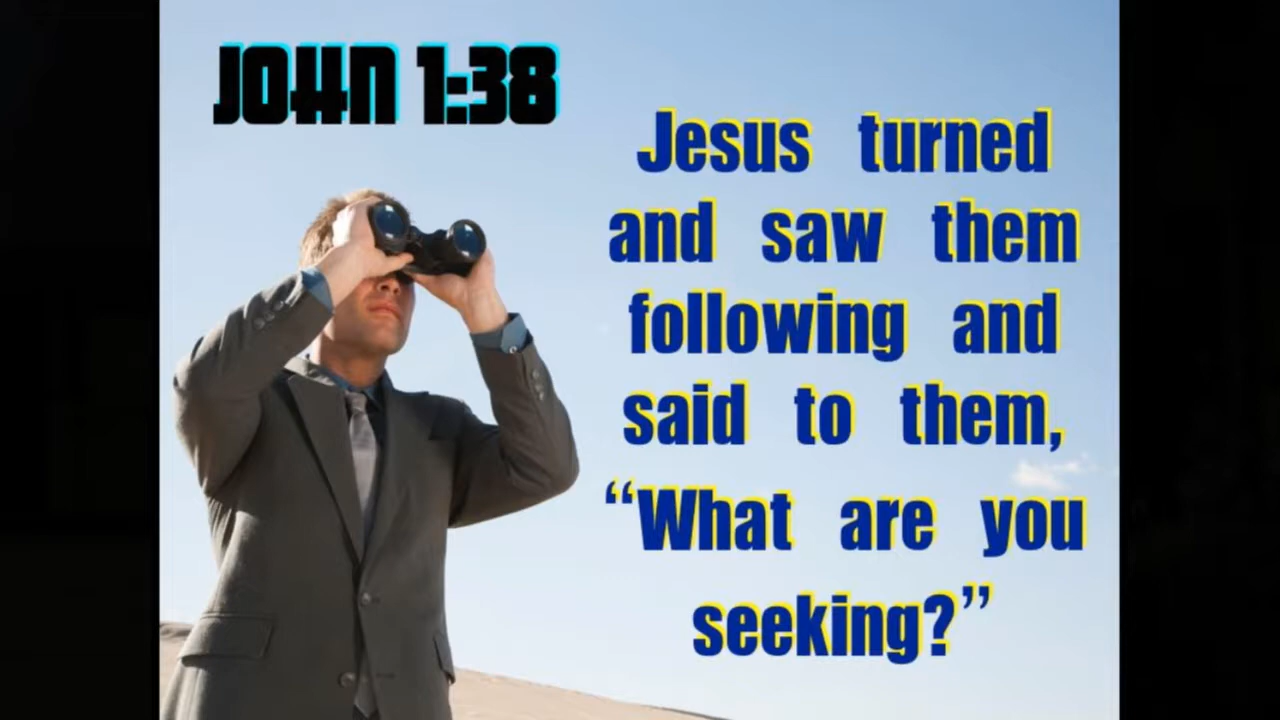 JOHN 1:38
Jesus turned
and saw them
following and
said to them,
“What are you
seeking?”